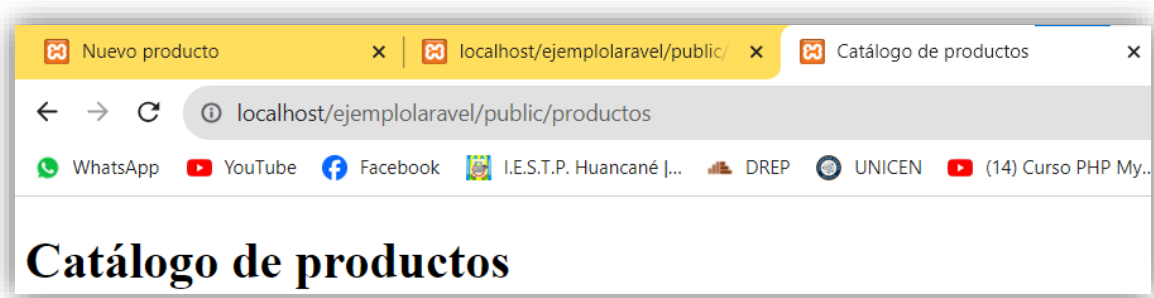 Nuevo producto localhost/ejemplolaravel/public/ Catálogo de productos
localhost/ejemplolaravel/public/productos
WhatsApp YouTube Facebook I.E.S.T.P. Huancané |... DREP UNICEN (14) Curso PHP My...
Catálogo de productos